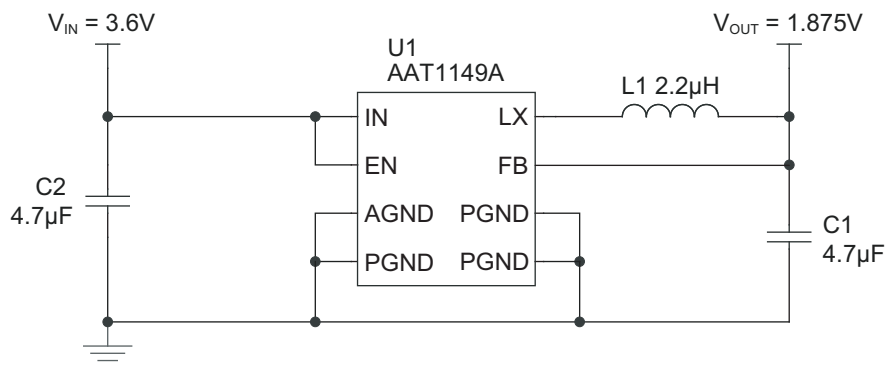 V_IN = 3.6V
V_OUT = 1.875V
U1
AAT1149A
L1 2.2µH
IN
LX
EN
FB
C2
4.7µF
AGND
PGND
C1
4.7µF
PGND
PGND